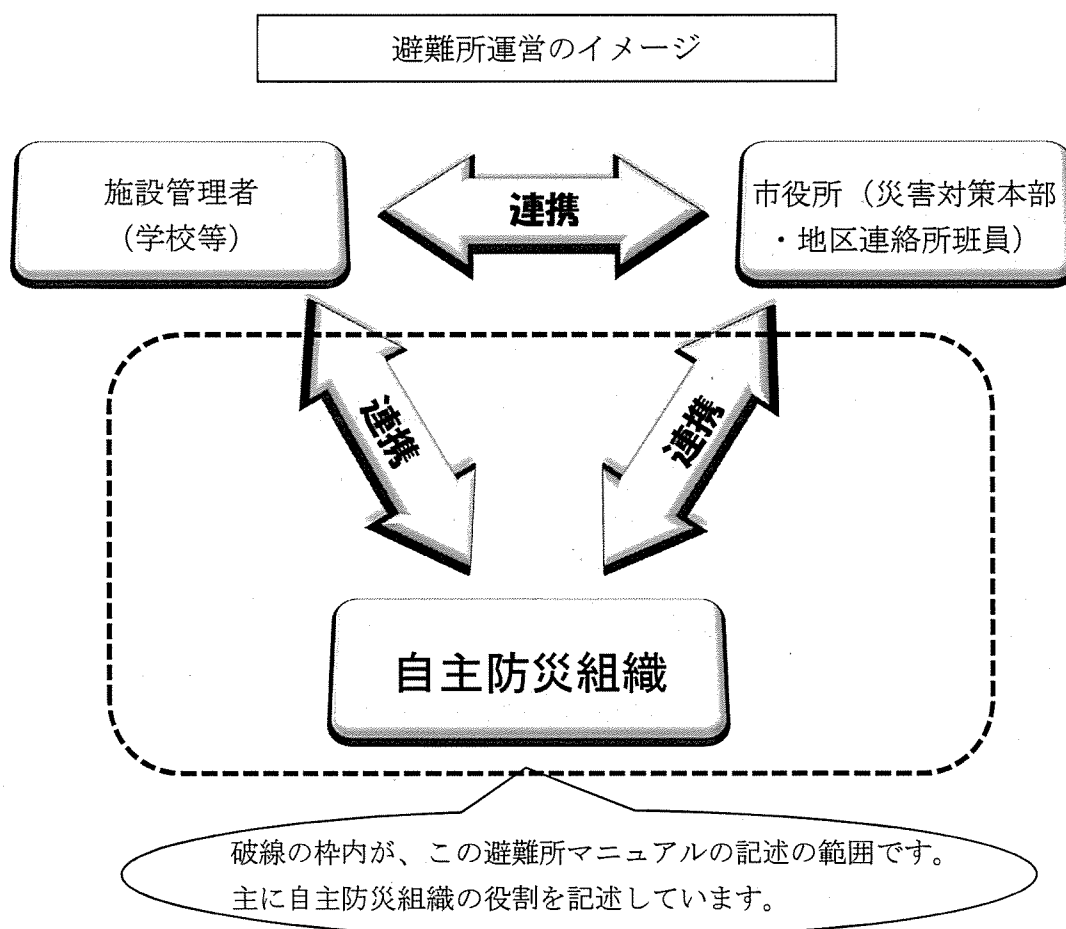 避難所運営のイメージ
施設管理者
（学校等）
連携
市役所（災害対策本部
・地区連絡所班員）
連携
連携
自主防災組織
破線の枠内が、この避難所マニュアルの記述の範囲です。
主に自主防災組織の役割を記述しています。